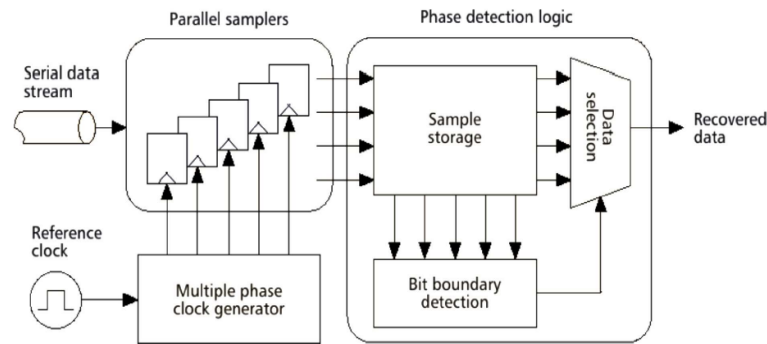 Parallel samplers
Phase detection logic
Serial data
stream
Sample
storage
Data
selection
Recovered
data
Reference
clock
Multiple phase
clock generator
Bit boundary
detection